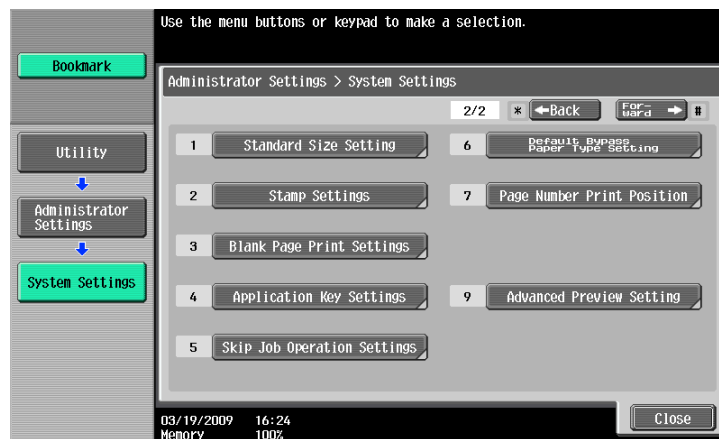 Use the menu buttons or keypad to make a selection.
Bookmark
Administrator Settings > System Settings
2/2 * ←Back For-ward → #
Utility
Administrator
Settings
System Settings
1 Standard Size Setting
2 Stamp Settings
3 Blank Page Print Settings
4 Application Key Settings
5 Skip Job Operation Settings
6 Default Bypass
Paper Type Setting
7 Page Number Print Position
9 Advanced Preview Setting
Close
03/19/2009 16:24
Memory 100%